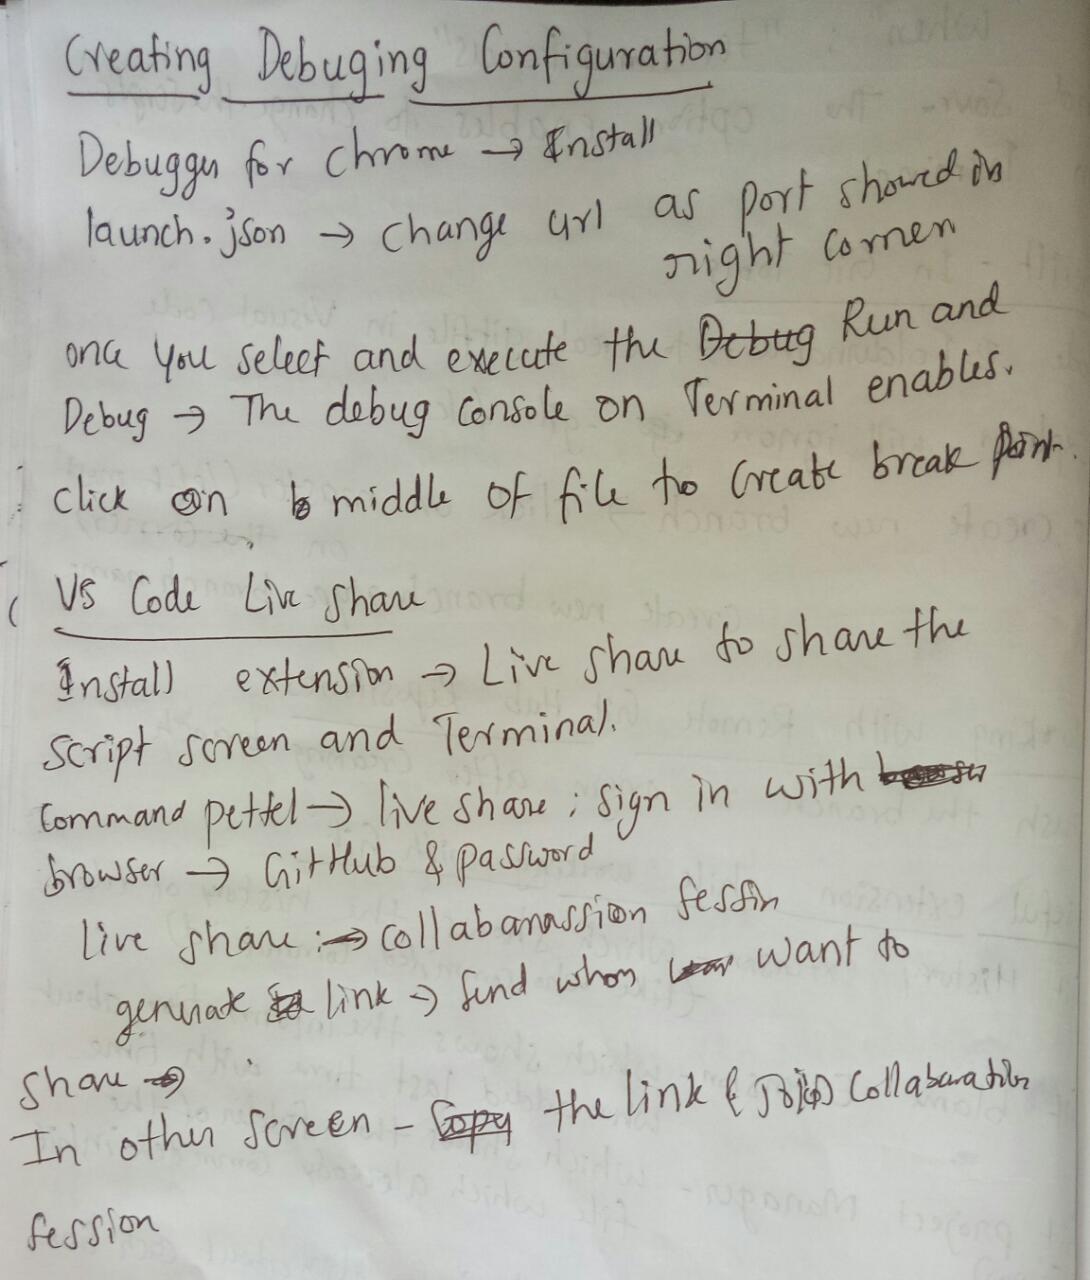 Creating Debuging Configuration
Debugger for chrome → Install
launch.json → change url as port showed in
right corner
once you select and execute the Debug Run and
Debug → The debug console on Terminal enables.
click on middle of file to create break point.
VS Code Live Share
Install extension → Live share to share the
script screen and Terminal.
Command pettel → live share ; sign in with
browser → GitHub & password
live share : → collabarassion session
generate link → send whom want to
share →
In other screen - Copy the link & Join Collabaration
session